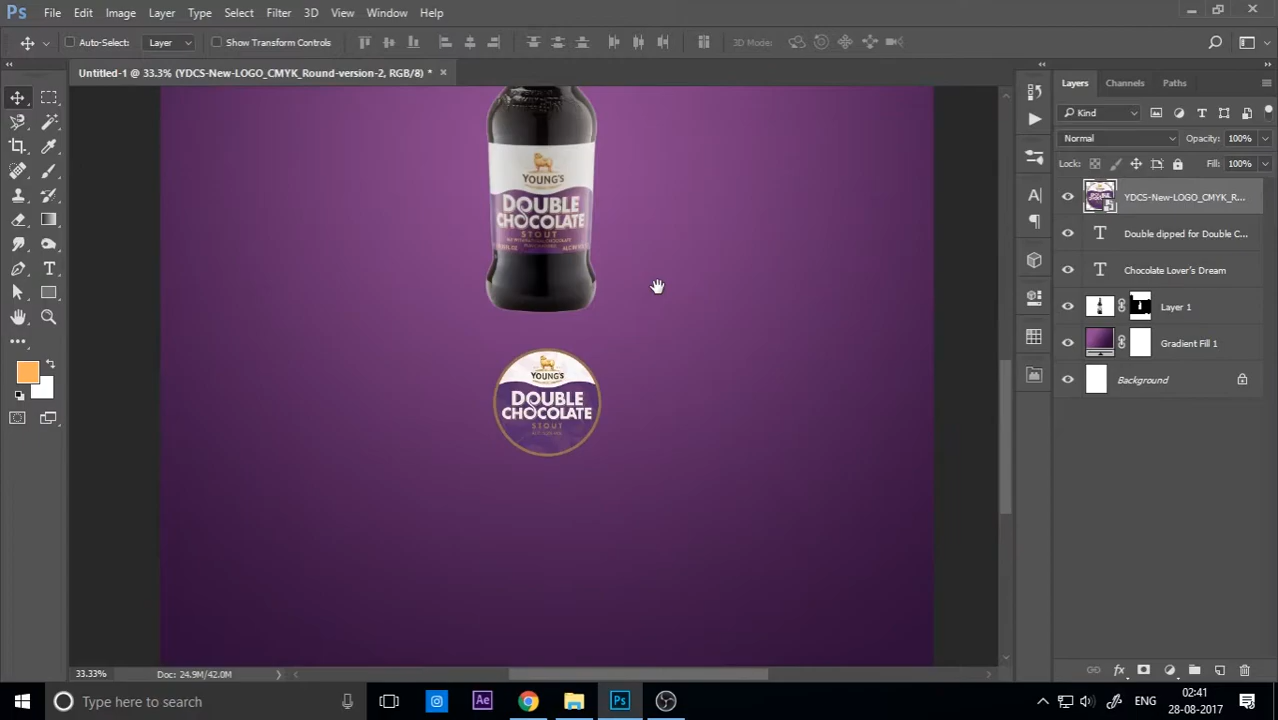 Ps File Edit Image Layer Type Select Filter 3D View Window Help
Auto-Select: Layer Show Transform Controls 3D Mode:
Untitled-1 @ 33.3% (YDCS-New-LOGO_CMYK_Round-version-2, RGB/8) *
Layers Channels Paths
Kind
Normal Opacity: 100%
Lock: Fill: 100%
YDCS-New-LOGO_CMYK_R...
Double dipped for Double C...
Chocolate Lover's Dream
Layer 1
Gradient Fill 1
Background
YOUNG'S
DOUBLE
CHOCOLATE
STOUT
YOUNG'S
DOUBLE
CHOCOLATE
STOUT
33.33% Doc: 24.9M/42.0M
Type here to search
Ae
Ps
ENG
02:41
28-08-2017